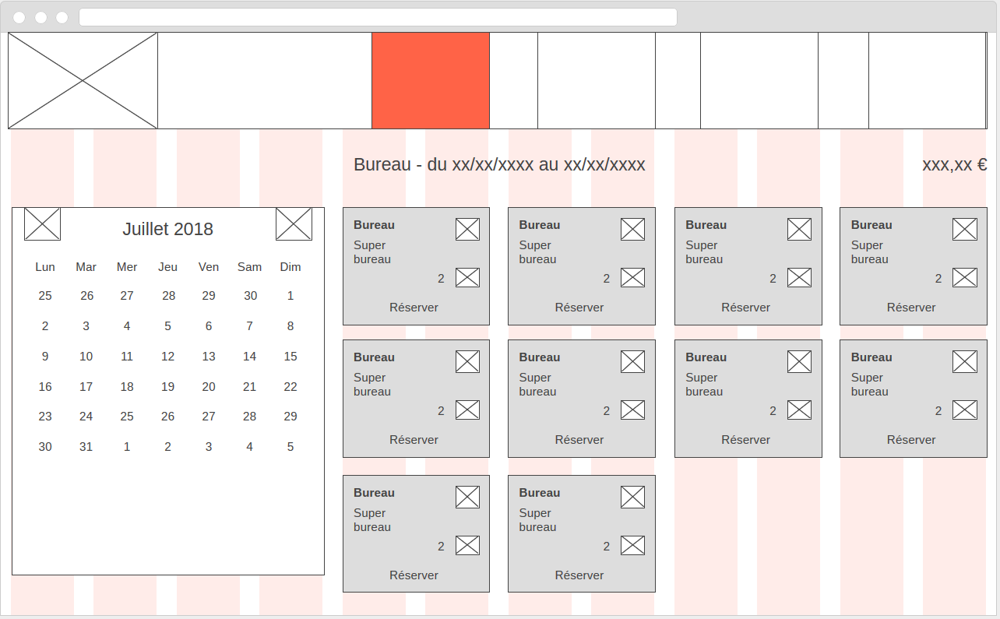 Bureau - du xx/xx/xxxx au xx/xx/xxxx xxx,xx €
Juillet 2018
Lun Mar Mer Jeu Ven Sam Dim
25 26 27 28 29 30 1
2 3 4 5 6 7 8
9 10 11 12 13 14 15
16 17 18 19 20 21 22
23 24 25 26 27 28 29
30 31 1 2 3 4 5
Bureau
Super
bureau
2
Réserver
Bureau
Super
bureau
2
Réserver
Bureau
Super
bureau
2
Réserver
Bureau
Super
bureau
2
Réserver
Bureau
Super
bureau
2
Réserver
Bureau
Super
bureau
2
Réserver
Bureau
Super
bureau
2
Réserver
Bureau
Super
bureau
2
Réserver
Bureau
Super
bureau
2
Réserver
Bureau
Super
bureau
2
Réserver